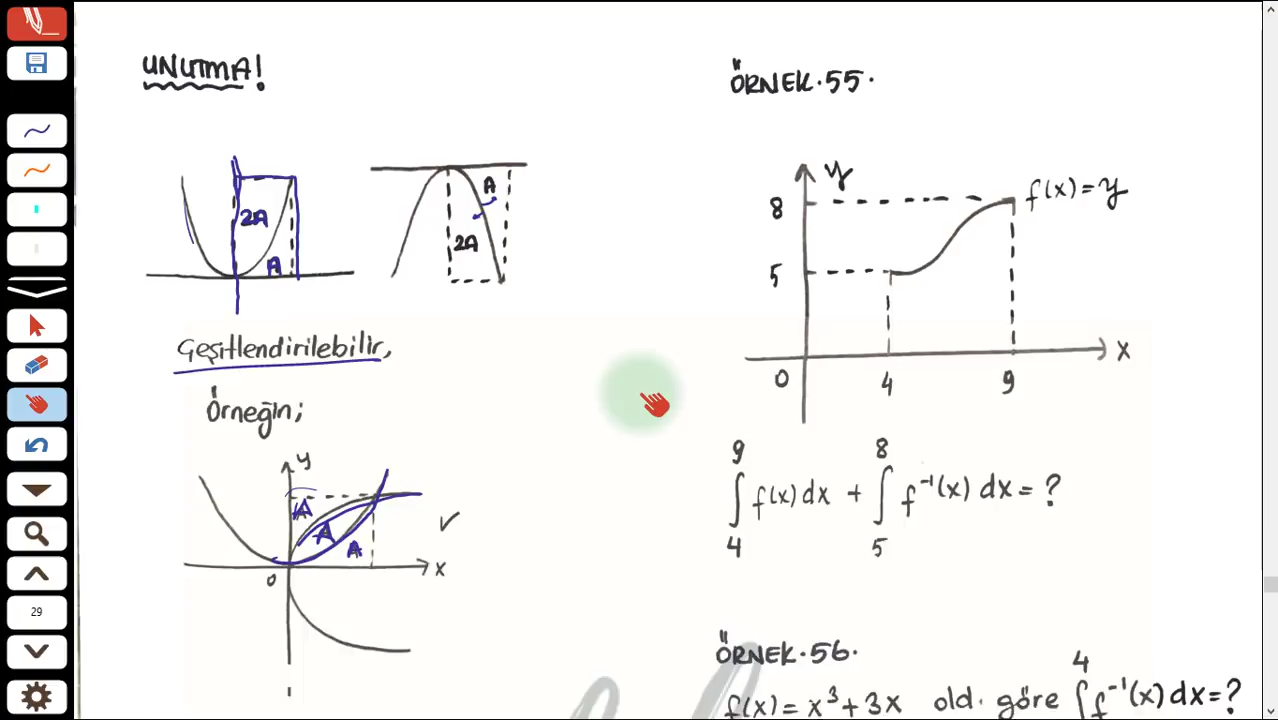 UNUTMA!
2A
A
A
2A
Çeşitlendirilebilir,
Örneğin;
y
A
A
A
0
x
ÖRNEK.55.
y
8
f(x)=y
5
0
4
9
x
9 8
∫ f(x) dx + ∫ f⁻¹(x) dx = ?
4 5
ÖRNEK.56.
4
f(x) = x³ + 3x old. göre ∫ f⁻¹(x) dx = ?
29